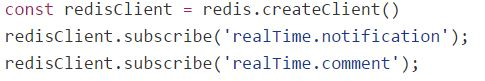 const redisClient = redis.createClient()
redisClient.subscribe('realTime.notification');
redisClient.subscribe('realTime.comment');